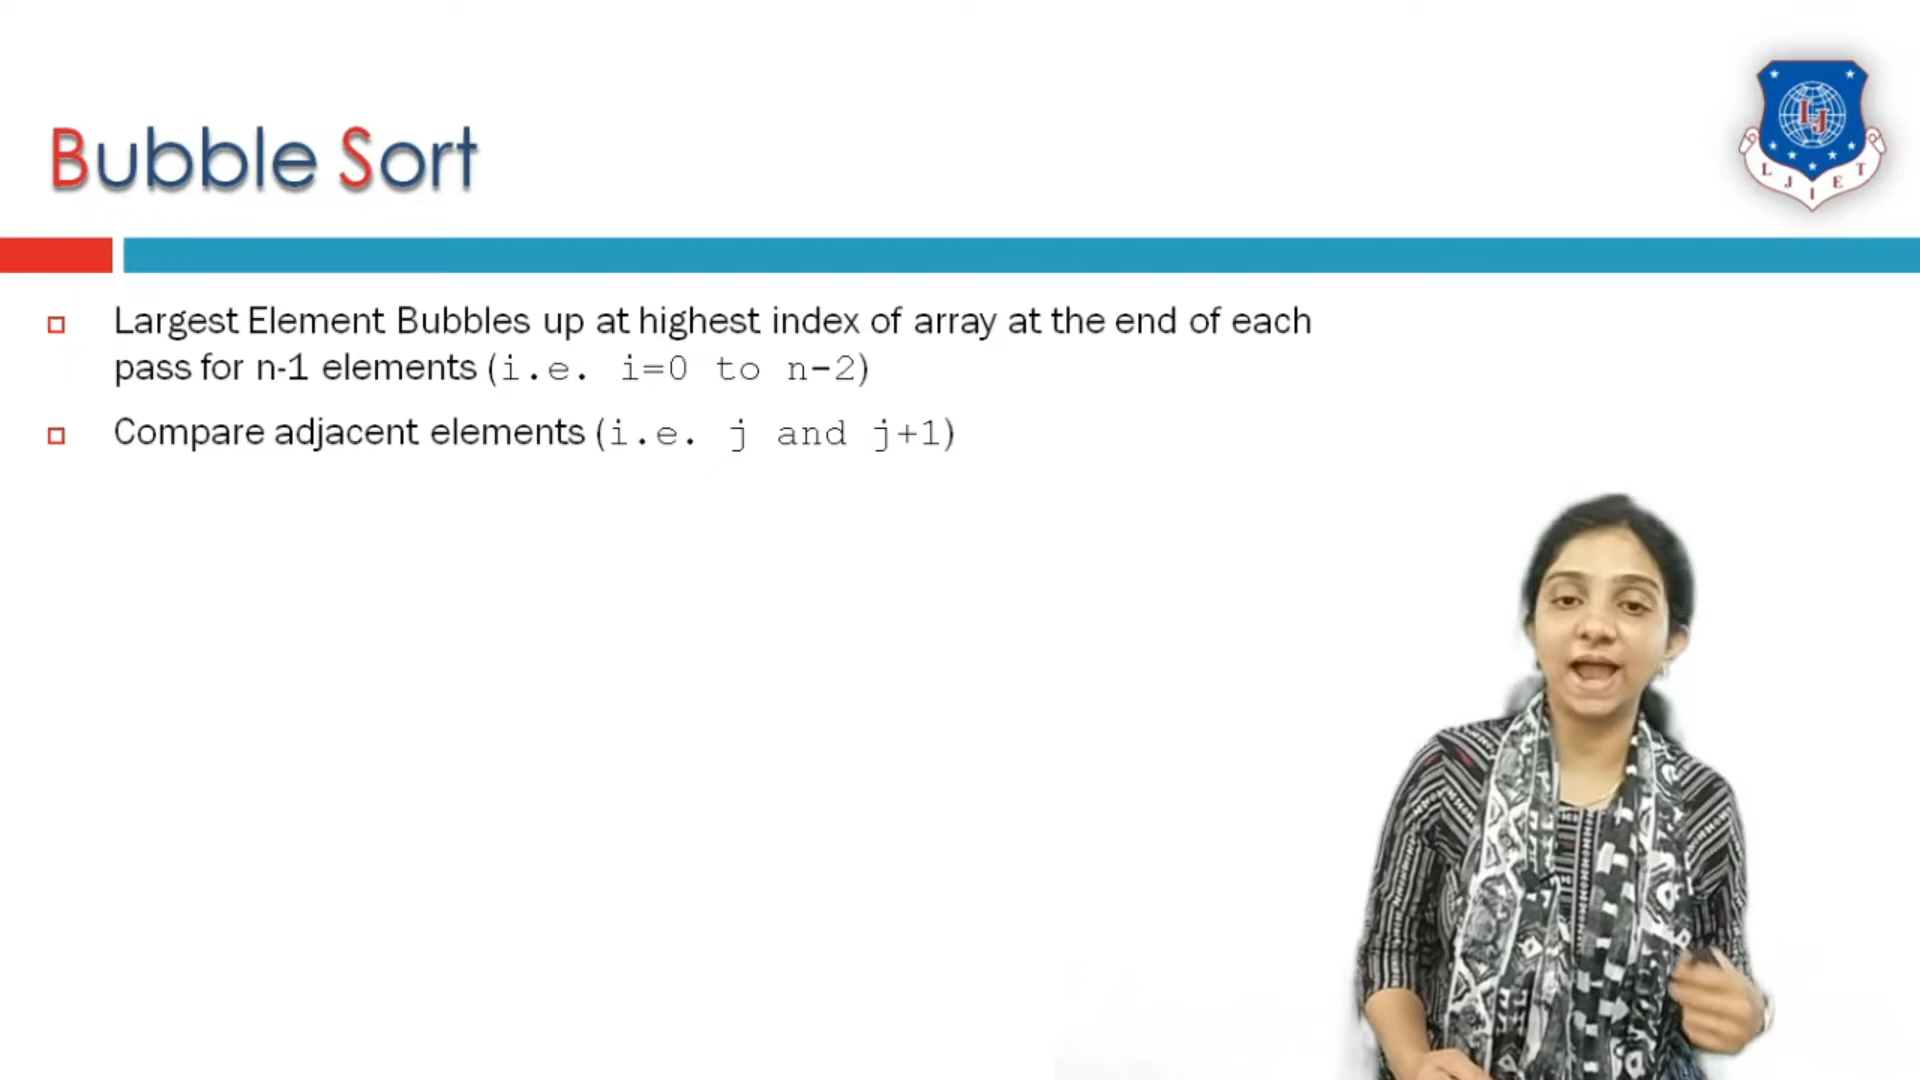 Bubble Sort
LJ
L J I E T
Largest Element Bubbles up at highest index of array at the end of each
pass for n-1 elements (i.e. i=0 to n-2)
Compare adjacent elements (i.e. j and j+1)